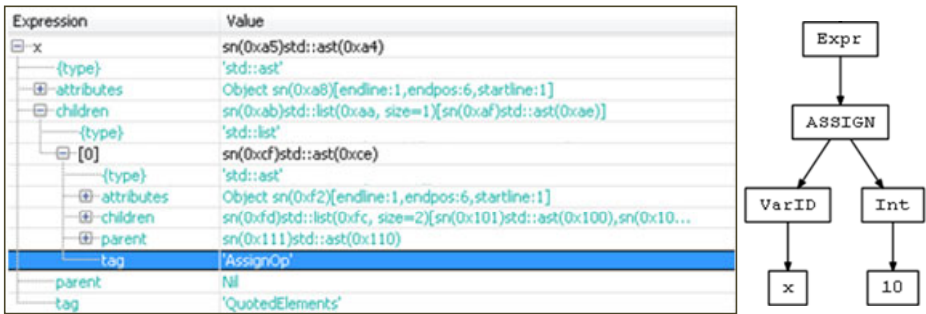 Expression Value
x sn(0xa5)std::ast(0xa4)
{type} 'std::ast'
attributes Object sn(0xa8)[endline:1,endpos:6,startline:1]
children sn(0xab)std::list(0xaa, size=1)[sn(0xaf)std::ast(0xae)]
{type} 'std::list'
[0] sn(0xcf)std::ast(0xce)
{type} 'std::ast'
attributes Object sn(0xf2)[endline:1,endpos:6,startline:1]
children sn(0xfd)std::list(0xfc, size=2)[sn(0x101)std::ast(0x100),sn(0x10...
parent sn(0x111)std::ast(0x110)
tag 'AssignOp'
parent Nil
tag 'QuotedElements'
Expr
ASSIGN
VarID Int
x 10